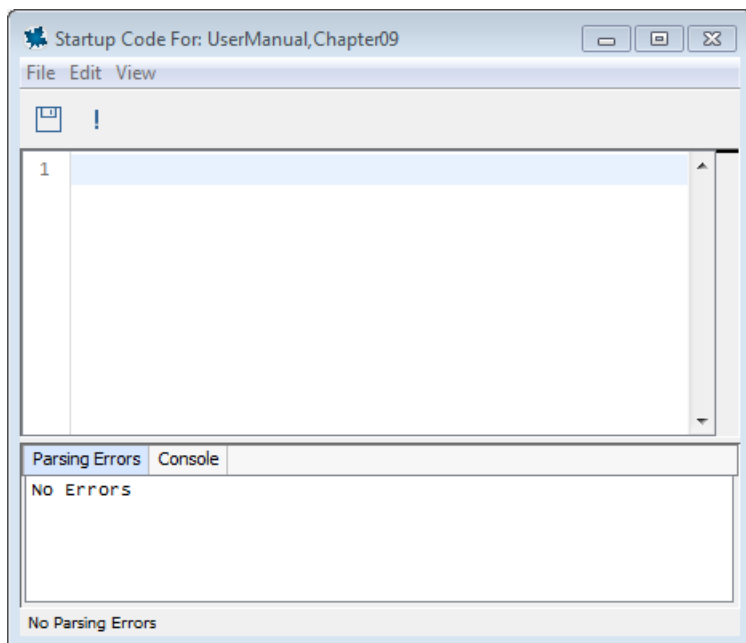 Startup Code For: UserManual,Chapter09
File Edit View
!
1
Parsing Errors Console
No Errors
No Parsing Errors